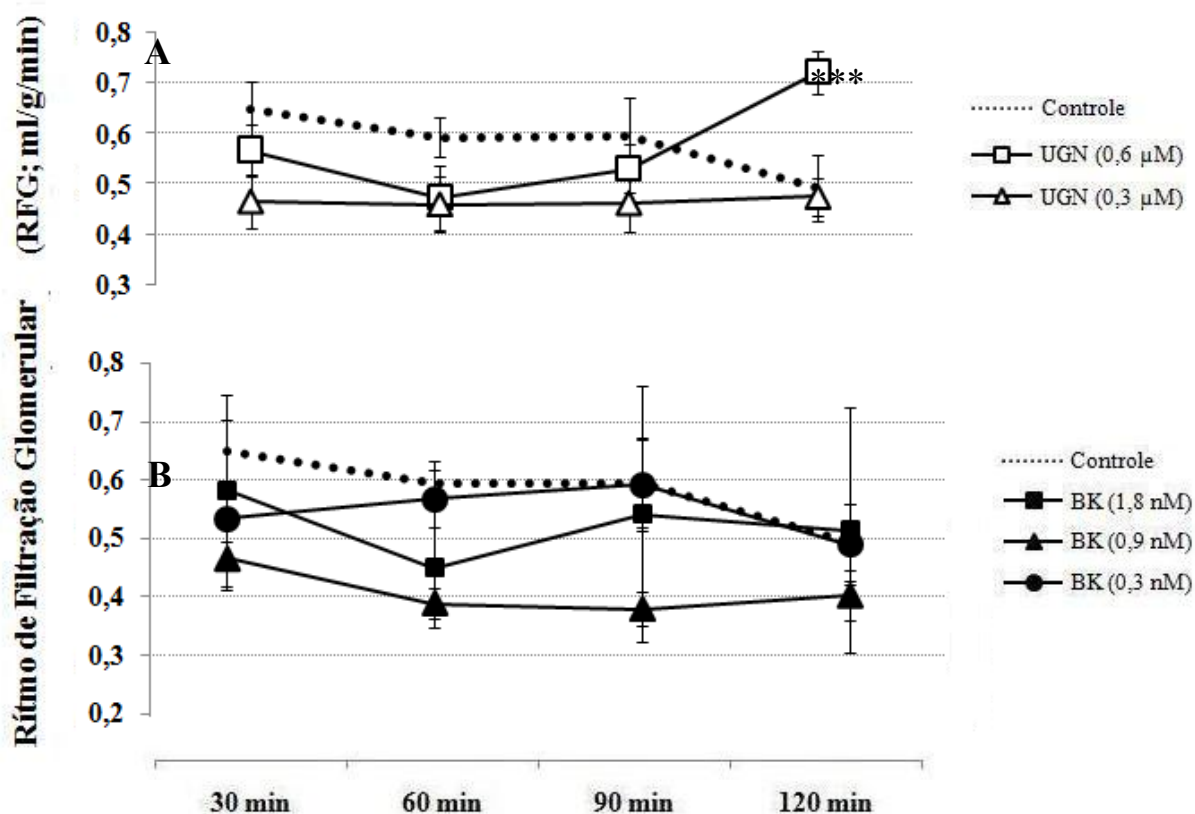 Rítmo de Filtração Glomerular (RFG; ml/g/min)
A
0,8
0,7
0,6
0,5
0,4
0,3
***
Controle
UGN (0,6 µM)
UGN (0,3 µM)
B
0,8
0,7
0,6
0,5
0,4
0,3
0,2
Controle
BK (1,8 nM)
BK (0,9 nM)
BK (0,3 nM)
30 min 60 min 90 min 120 min